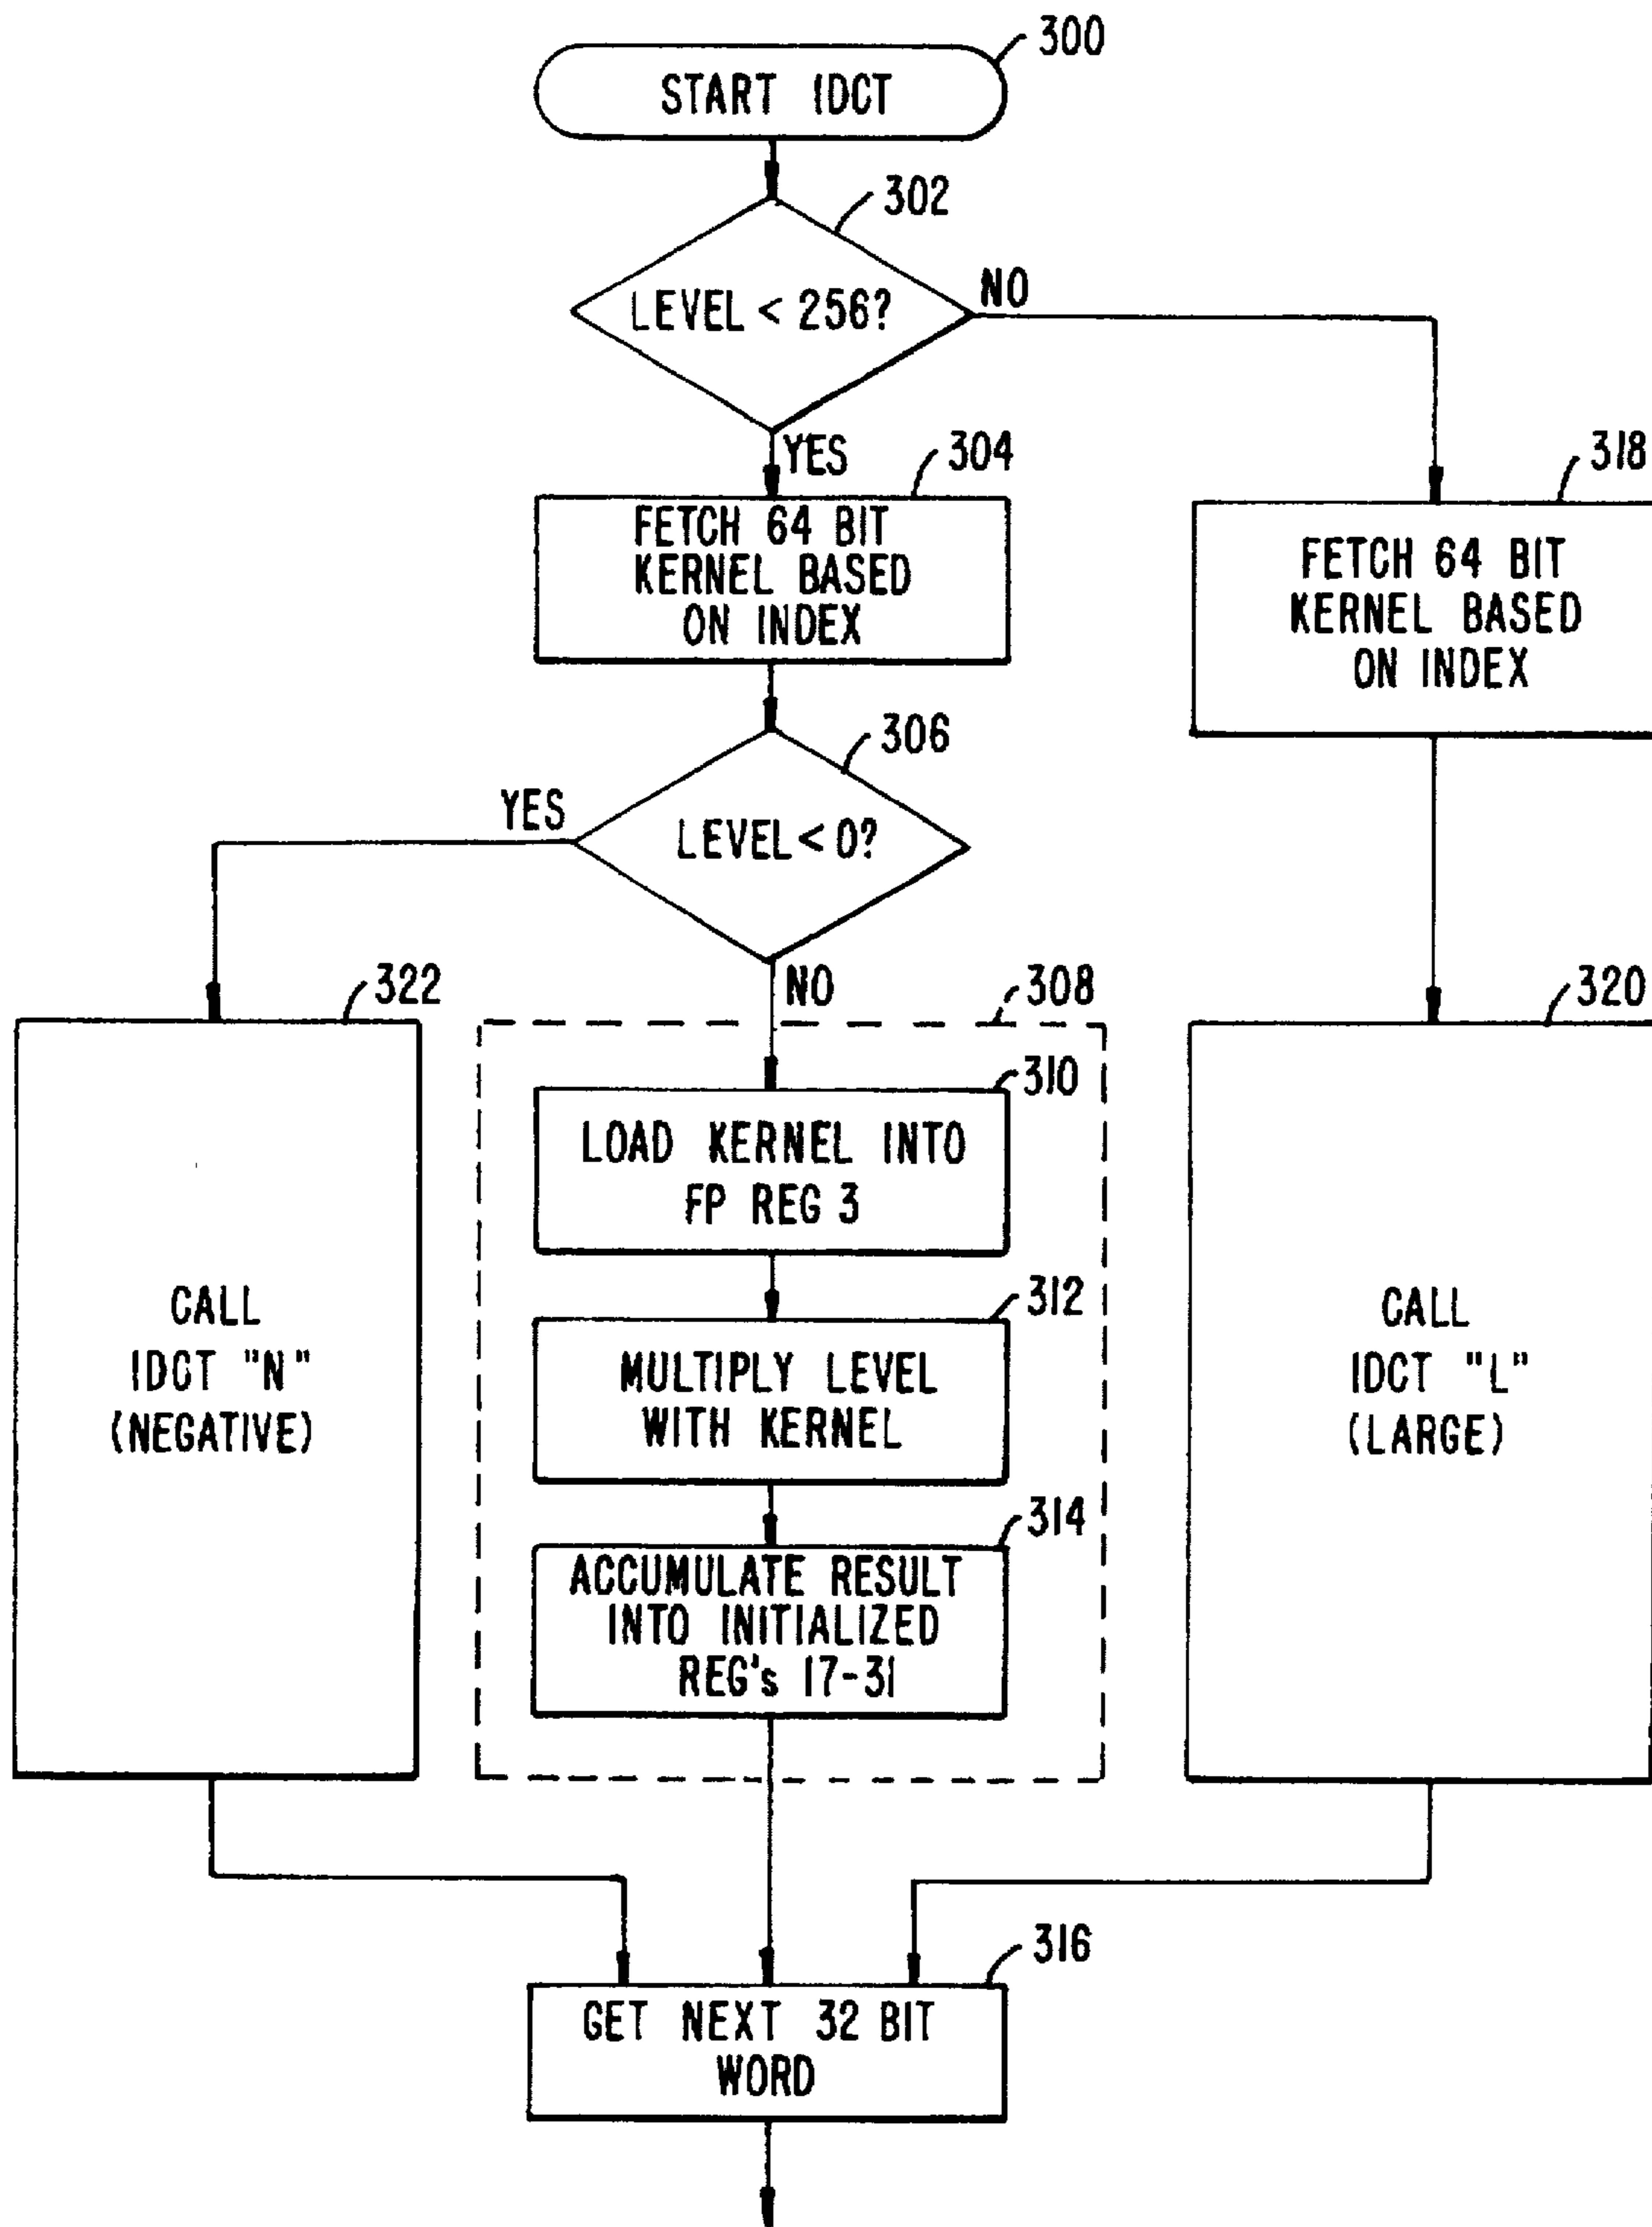 300
START IDCT
302
LEVEL < 256?
NO
YES
304
FETCH 64 BIT
KERNEL BASED
ON INDEX
318
FETCH 64 BIT
KERNEL BASED
ON INDEX
306
LEVEL < 0?
YES
NO
322
CALL
IDCT "N"
(NEGATIVE)
308
310
LOAD KERNEL INTO
FP REG 3
312
MULTIPLY LEVEL
WITH KERNEL
314
ACCUMULATE RESULT
INTO INITIALIZED
REG's 17-31
320
CALL
IDCT "L"
(LARGE)
316
GET NEXT 32 BIT
WORD